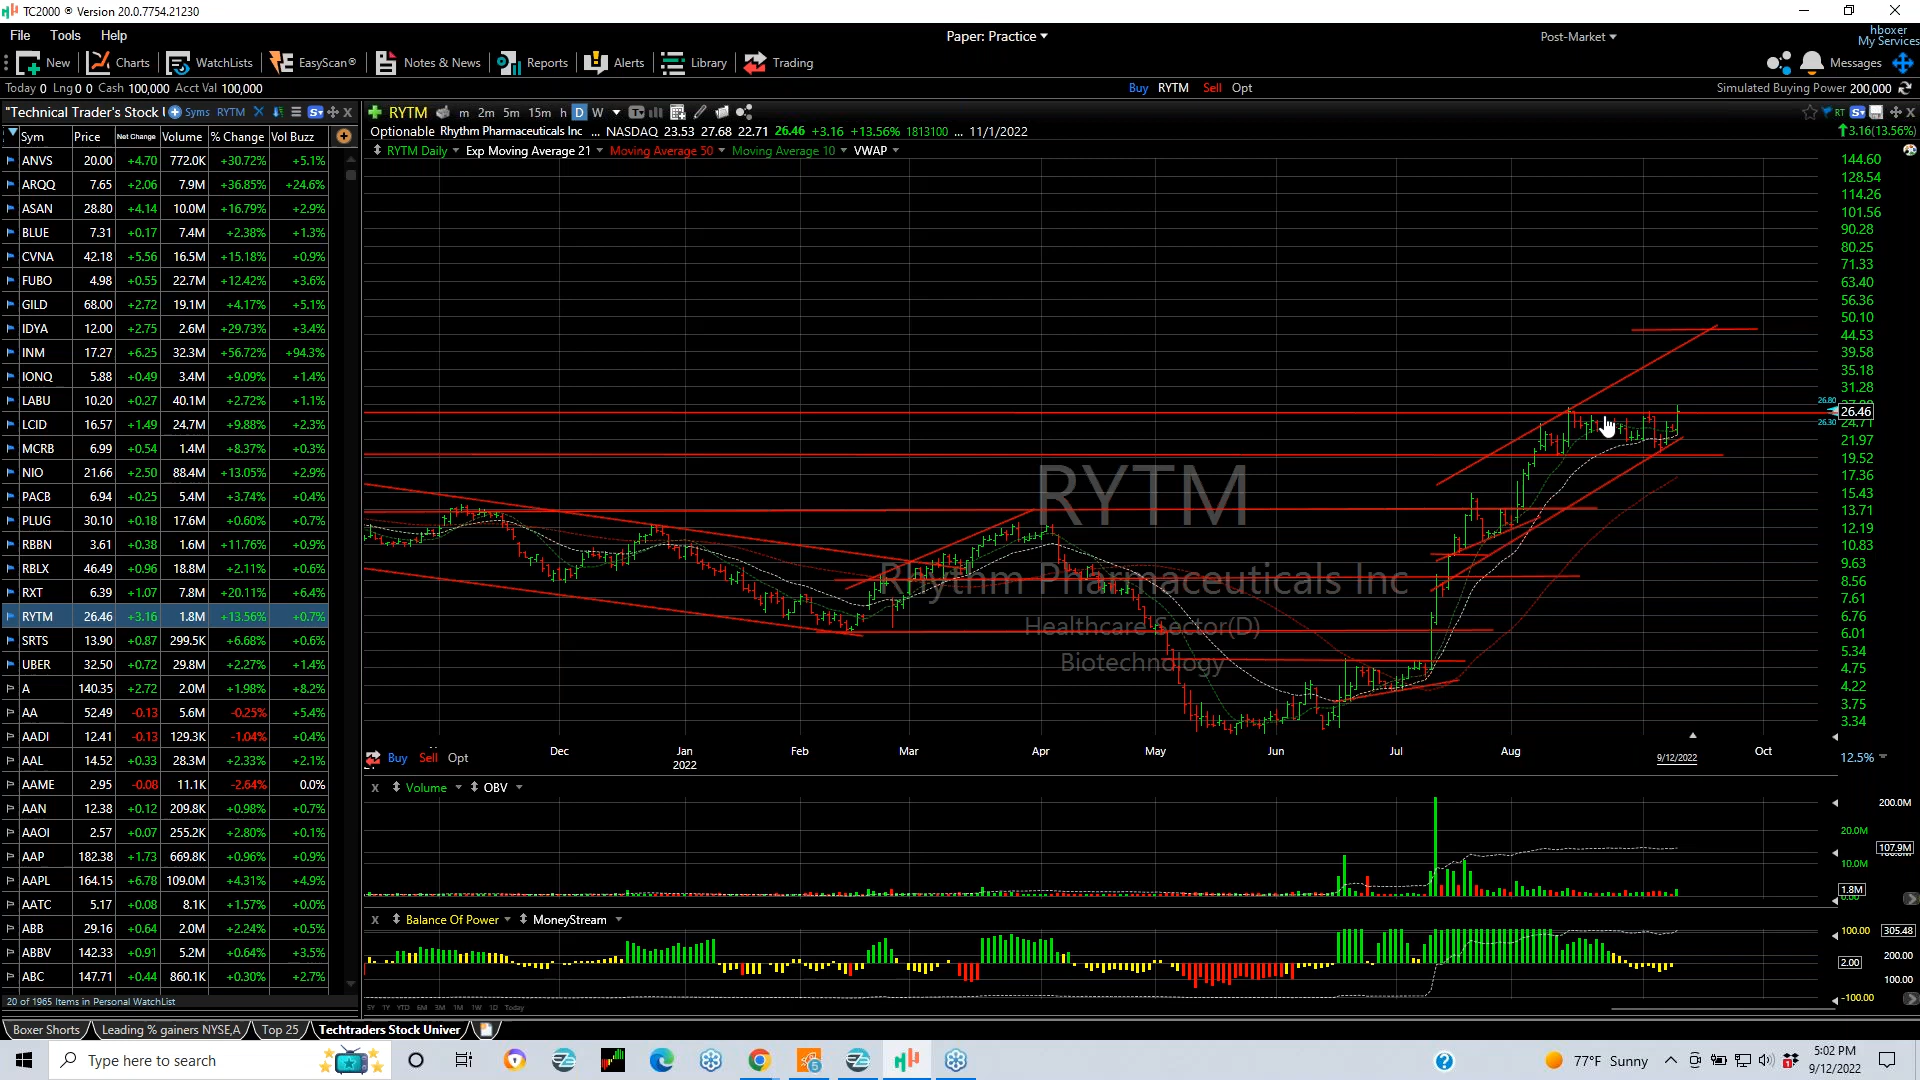 TC2000 ® Version 20.0.7754.21230
File Tools Help Paper: Practice Post-Market hboxer
My Services
New Charts WatchLists EasyScan® Notes & News Reports Alerts Library Trading Messages
Today 0 Lng 0 0 Cash 100,000 Acct Val 100,000 Buy RYTM Sell Opt Simulated Buying Power 200,000
"Technical Trader's Stock U Syms RYTM
RYTM m 2m 5m 15m h D W RT
Optionable Rhythm Pharmaceuticals Inc ... NASDAQ 23.53 27.68 22.71 26.46 +3.16 +13.56% 1813100 ... 11/1/2022 3.16(13.56%)
RYTM Daily Exp Moving Average 21 Moving Average 50 Moving Average 10 VWAP
Sym Price Net Change Volume % Change Vol Buzz
ANVS 20.00 +4.70 772.0K +30.72% +5.1%
ARQQ 7.65 +2.06 7.9M +36.85% +24.6%
ASAN 28.80 +4.14 10.0M +16.79% +2.9%
BLUE 7.31 +0.17 7.4M +2.38% +1.3%
CVNA 42.18 +5.56 16.5M +15.18% +0.9%
FUBO 4.98 +0.55 22.7M +12.42% +3.6%
GILD 68.00 +2.72 19.1M +4.17% +5.1%
IDYA 12.00 +2.75 2.6M +29.73% +3.4%
INM 17.27 +6.25 32.3M +56.72% +94.3%
IONQ 5.88 +0.49 3.4M +9.09% +1.4%
LABU 10.20 +0.27 40.1M +2.72% +1.1%
LCID 16.57 +1.49 24.7M +9.88% +2.3%
MCRB 6.99 +0.54 1.4M +8.37% +0.3%
NIO 21.66 +2.50 88.4M +13.05% +2.9%
PACB 6.94 +0.25 5.4M +3.74% +0.4%
PLUG 30.10 +0.18 17.6M +0.60% +0.7%
RBBN 3.61 +0.38 1.6M +11.76% +0.9%
RBLX 46.49 +0.96 18.8M +2.11% +0.6%
RXT 6.39 +1.07 7.8M +20.11% +6.4%
RYTM 26.46 +3.16 1.8M +13.56% +0.7%
SRTS 13.90 +0.87 299.5K +6.68% +0.6%
UBER 32.50 +0.72 29.8M +2.27% +1.4%
A 140.35 +2.72 2.0M +1.98% +8.2%
AA 52.49 -0.13 5.6M -0.25% +5.4%
AADI 12.41 -0.13 129.3K -1.04% +0.4%
AAL 14.52 +0.33 28.3M +2.33% +2.1%
AAME 2.95 -0.08 11.1K -2.64% 0.0%
AAN 12.38 +0.12 209.8K +0.98% +0.7%
AAOI 2.57 +0.07 255.2K +2.80% +0.1%
AAP 182.38 +1.73 669.8K +0.96% +0.9%
AAPL 164.15 +6.78 109.0M +4.31% +4.9%
AATC 5.17 +0.08 8.1K +1.57% +0.0%
ABB 29.16 +0.64 2.0M +2.24% +0.5%
ABBV 142.33 +0.91 5.2M +0.64% +3.5%
ABC 147.71 +0.44 860.1K +0.30% +2.7%
20 of 1965 Items in Personal WatchList
RYTM
Rhythm Pharmaceuticals Inc
Healthcare Sector(D)
Biotechnology
144.60
128.54
114.26
101.56
90.28
80.25
71.33
63.40
56.36
50.10
44.53
39.58
35.18
31.28
26.80
26.46
26.30
24.71
21.97
19.52
17.36
15.43
13.71
12.19
10.83
9.63
8.56
7.61
6.76
6.01
5.34
4.75
4.22
3.75
3.34
Dec Jan Feb Mar Apr May Jun Jul Aug 9/12/2022 Oct
2022
Buy Sell Opt 12.5%
x Volume OBV
200.0M
20.0M
107.9M
10.0M
1.8M
0.00
x Balance Of Power MoneyStream
100.00 305.48
200.00
2.00
100.00
-100.00
5Y 1Y YTD 6M 3M 1M 1W 1D Today
Boxer Shorts Leading % gainers NYSE,A Top 25 Techtraders Stock Univer
Type here to search 77°F Sunny 5:02 PM
9/12/2022